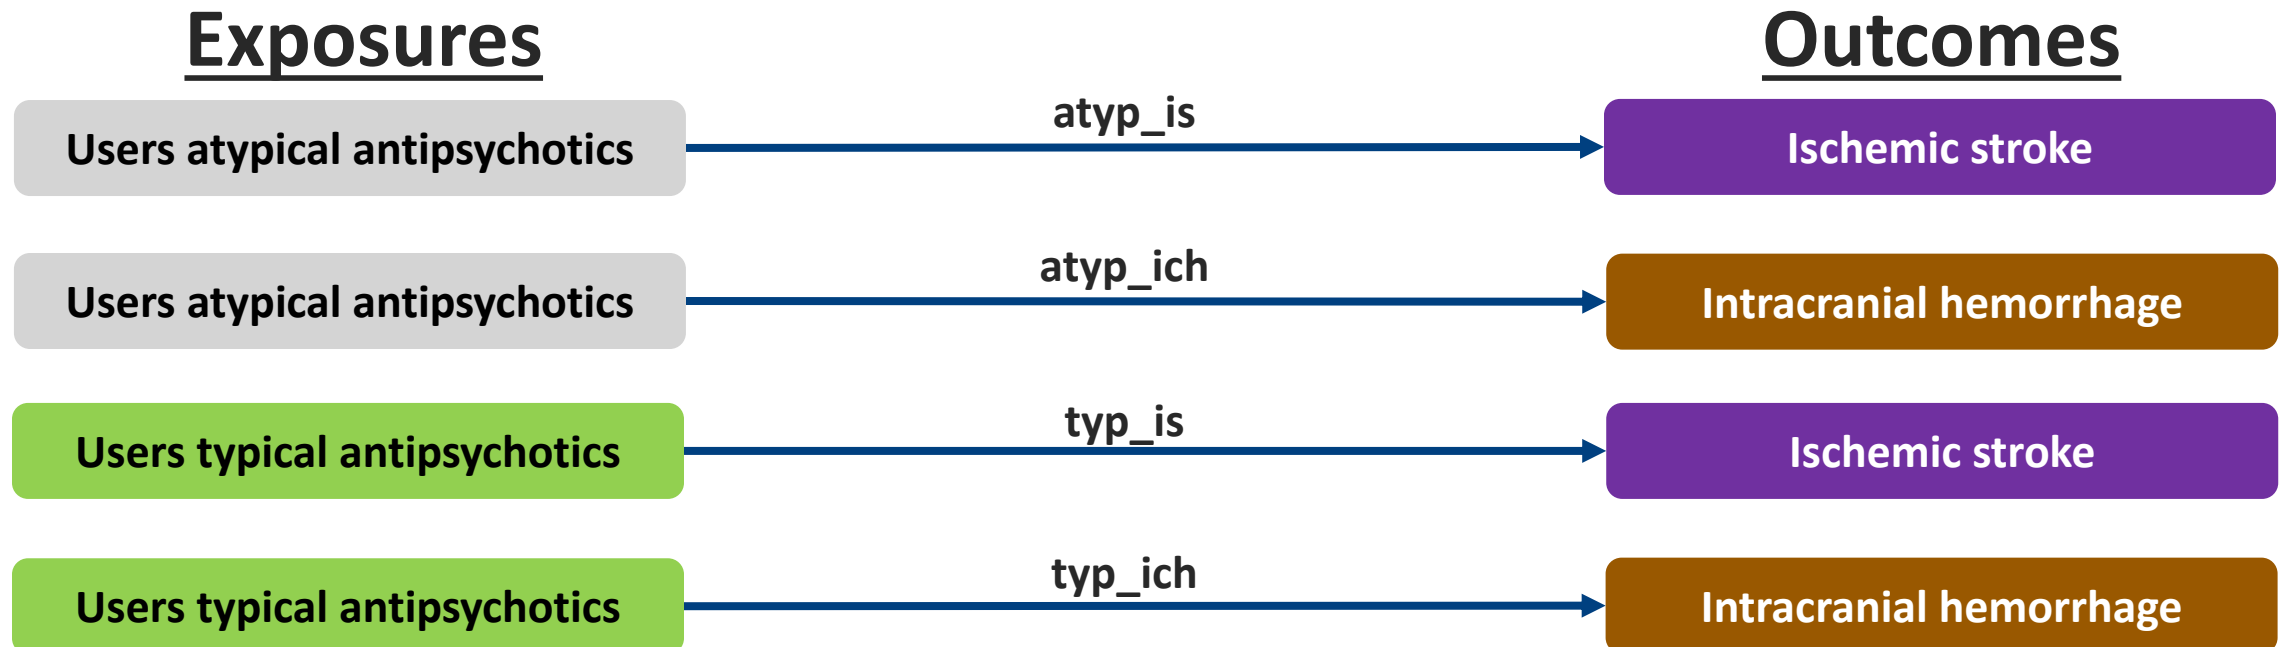 Exposures
Outcomes
Users atypical antipsychotics
atyp_is
Ischemic stroke
Users atypical antipsychotics
atyp_ich
Intracranial hemorrhage
Users typical antipsychotics
typ_is
Ischemic stroke
Users typical antipsychotics
typ_ich
Intracranial hemorrhage